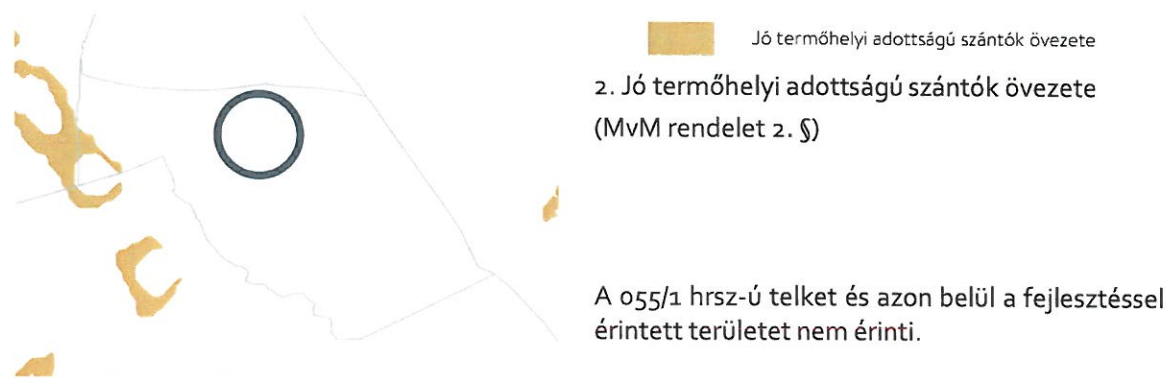 Jó termőhelyi adottságú szántók övezete
2. Jó termőhelyi adottságú szántók övezete
(MvM rendelet 2. §)
A 055/1 hrsz-ú telket és azon belül a fejlesztéssel
érintett területet nem érinti.